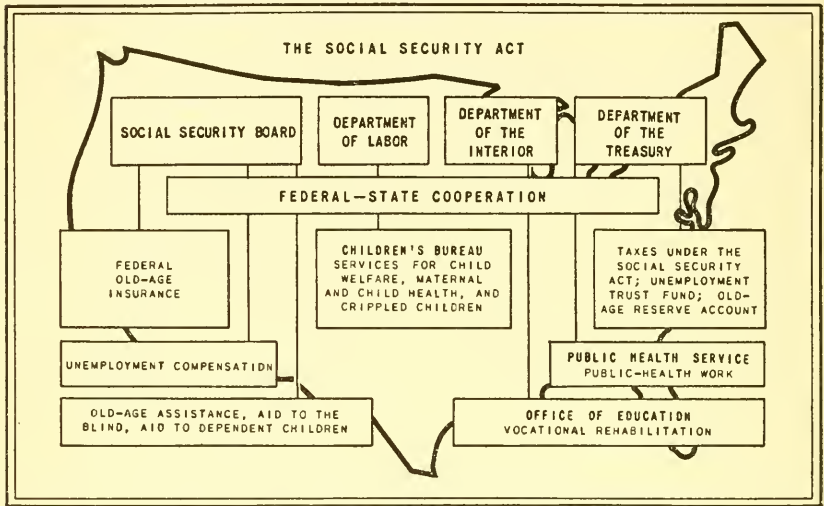 THE SOCIAL SECURITY ACT
SOCIAL SECURITY BOARD
DEPARTMENT
OF LABOR
DEPARTMENT
OF THE
INTERIOR
DEPARTMENT
OF THE
TREASURY
FEDERAL—STATE COOPERATION
FEDERAL
OLD-AGE
INSURANCE
CHILDREN'S BUREAU
SERVICES FOR CHILD
WELFARE, MATERNAL
AND CHILD HEALTH, AND
CRIPPLED CHILDREN
TAXES UNDER THE
SOCIAL SECURITY
ACT; UNEMPLOYMENT
TRUST FUND; OLD-
AGE RESERVE ACCOUNT
UNEMPLOYMENT COMPENSATION
PUBLIC HEALTH SERVICE
PUBLIC-HEALTH WORK
OLD-AGE ASSISTANCE, AID TO THE
BLIND, AID TO DEPENDENT CHILDREN
OFFICE OF EDUCATION
VOCATIONAL REHABILITATION